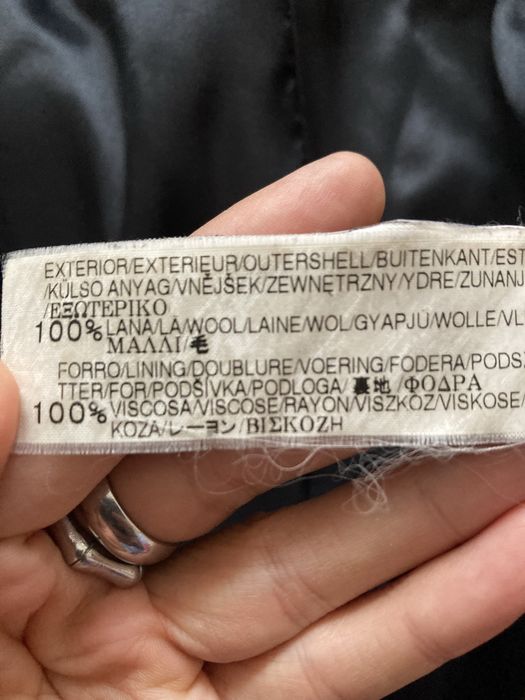 EXTERIOR/EXTERIEUR/OUTERSHELL/BUITENKANT/EST
/KÜLSO ANYAG/VNĚJŠEK/ZEWNĘTRZNY/YDRE/ZUNANJ
/ΕΞΩΤΕΡΙΚΟ
100% LANA/LÃ/WOOL/LAINE/WOL/GYAPJU/WOLLE/VL
ΜΑΛΛΙ/毛
FORRO/LINING/DOUBLURE/VOERING/FODERA/PODS
TTER/FOR/PODŠÍVKA/PODLOGA/裏地/ΦΟΔΡΑ
100% VISCOSA/VISCOSE/RAYON/VISZKÓZ/VISKOSE/
KOZA/レーヨン/ΒΙΣΚΟΖΗ